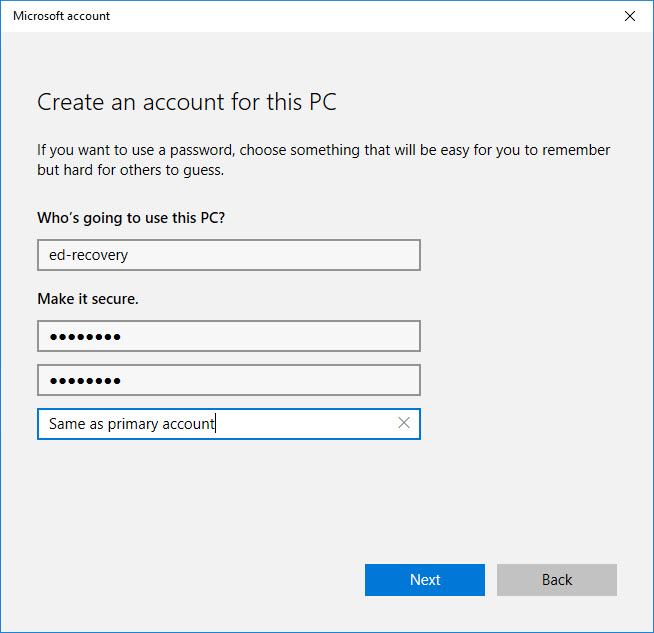 Microsoft account
Create an account for this PC
If you want to use a password, choose something that will be easy for you to remember
but hard for others to guess.
Who's going to use this PC?
ed-recovery
Make it secure.
●●●●●●●●
●●●●●●●●
Same as primary account
Next Back